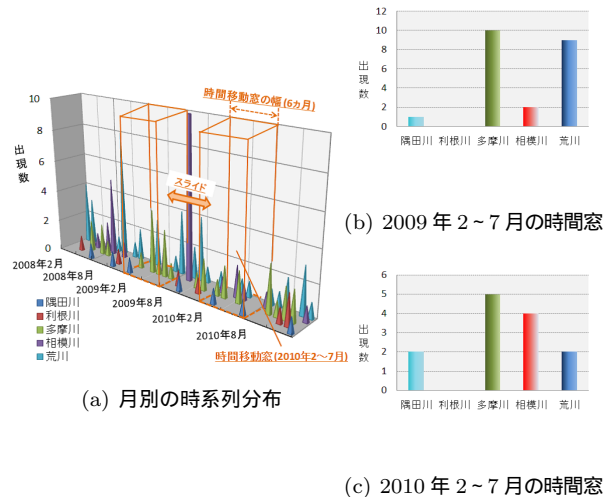 10
8
6
4
2
0
出現数
時間移動窓の幅(6ヵ月)
スライド
2008年2月
2008年8月
2009年2月
2009年8月
2010年2月
2010年8月
隅田川
利根川
多摩川
相模川
荒川
時間移動窓(2010年2～7月)
(a) 月別の時系列分布
12
10
8
6
4
2
0
出現数
隅田川 利根川 多摩川 相模川 荒川
(b) 2009 年 2 ~ 7 月の時間窓
6
5
4
3
2
1
0
出現数
隅田川 利根川 多摩川 相模川 荒川
(c) 2010 年 2 ~ 7 月の時間窓